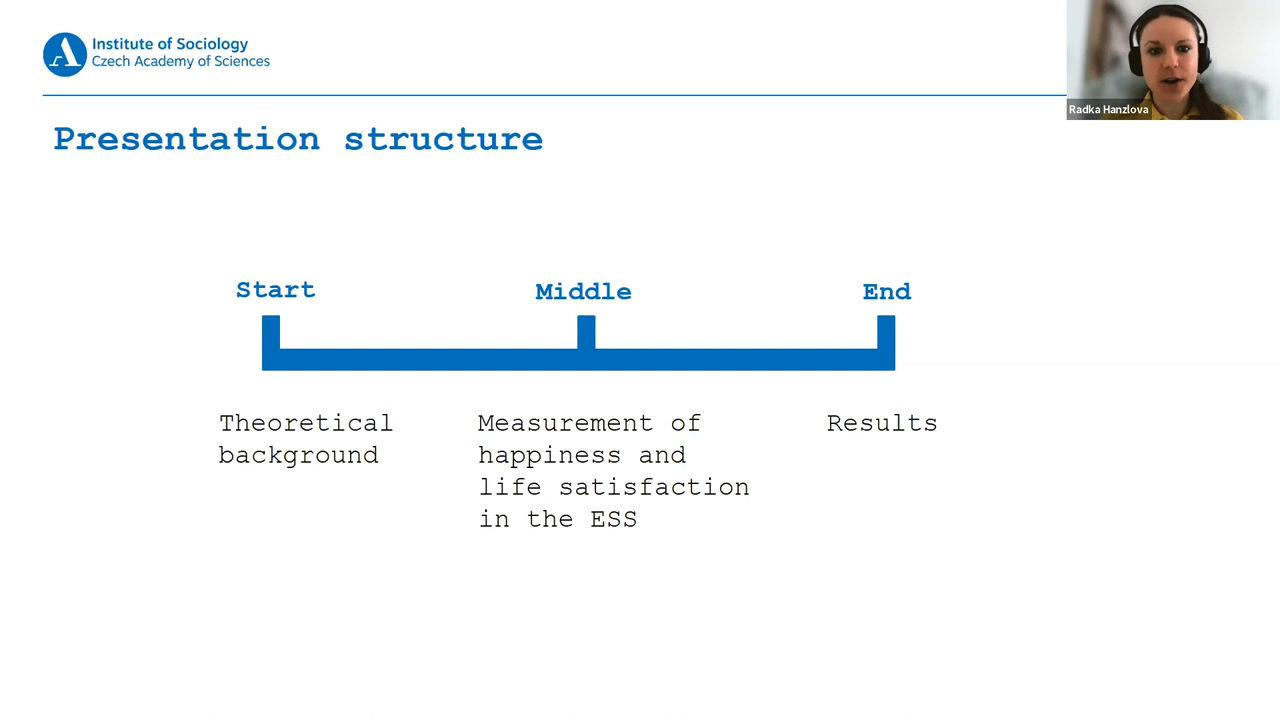 Institute of Sociology
Czech Academy of Sciences
Radka Hanzlova
Presentation structure
Start
Middle
End
Theoretical
background
Measurement of
happiness and
life satisfaction
in the ESS
Results